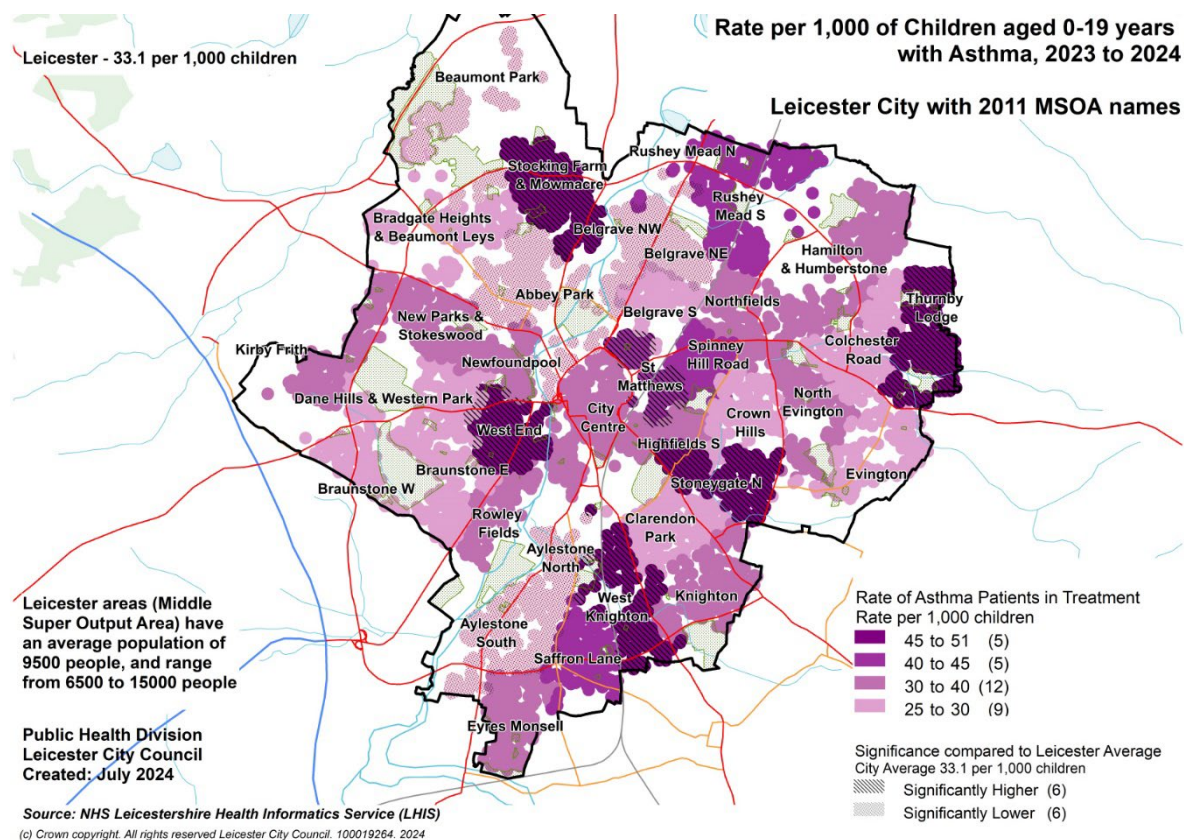 Rate per 1,000 of Children aged 0-19 years
with Asthma, 2023 to 2024
Leicester - 33.1 per 1,000 children
Leicester City with 2011 MSOA names
Beaumont Park
Rushey Mead N
Stocking Farm
& Mowmacre
Rushey
Mead S
Bradgate Heights
& Beaumont Leys
Belgrave NW
Belgrave NE
Hamilton
& Humberstone
Abbey Park
Northfields
Thurnby
Lodge
Belgrave S
New Parks &
Stokeswood
Colchester
Road
Kirby Frith
Newfoundpool
Spinney
Hill Road
St
Matthews
Dane Hills & Western Park
North
Evington
City
Centre
Crown
Hills
West End
Highfields S
Braunstone E
Evington
Stoneygate N
Braunstone W
Rowley
Fields
Clarendon
Park
Aylestone
North
West
Knighton
Knighton
Aylestone
South
Saffron Lane
Eyres Monsell
Leicester areas (Middle
Super Output Area) have
an average population of
9500 people, and range
from 6500 to 15000 people
Public Health Division
Leicester City Council
Created: July 2024
Rate of Asthma Patients in Treatment
Rate per 1,000 children
45 to 51 (5)
40 to 45 (5)
30 to 40 (12)
25 to 30 (9)
Significance compared to Leicester Average
City Average 33.1 per 1,000 children
Significantly Higher (6)
Significantly Lower (6)
Source: NHS Leicestershire Health Informatics Service (LHIS)
(c) Crown copyright. All rights reserved Leicester City Council. 100019264. 2024